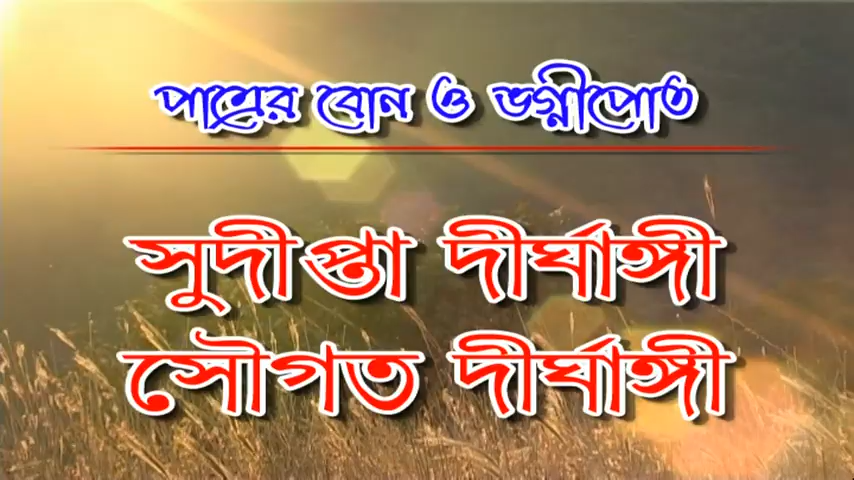 পাত্রের বোন ও ভগ্নীপোত
সুদীপ্তা দীর্ঘাঙ্গী
সৌগত দীর্ঘাঙ্গী